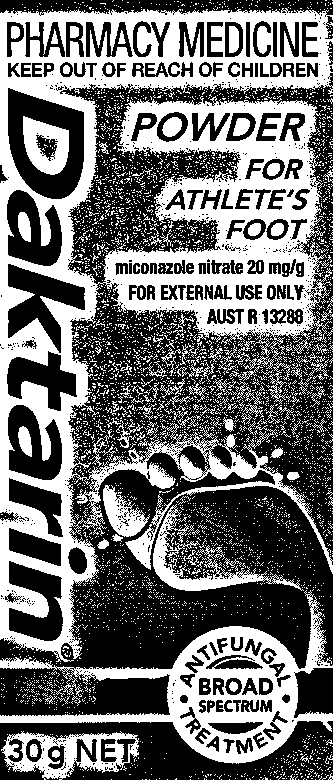 PHARMACY MEDICINE
KEEP OUT OF REACH OF CHILDREN
Daktarin®
POWDER
FOR
ATHLETE'S
FOOT
miconazole nitrate 20 mg/g
FOR EXTERNAL USE ONLY
AUST R 13288
ANTIFUNGAL
BROAD
SPECTRUM
TREATMENT
30 g NET